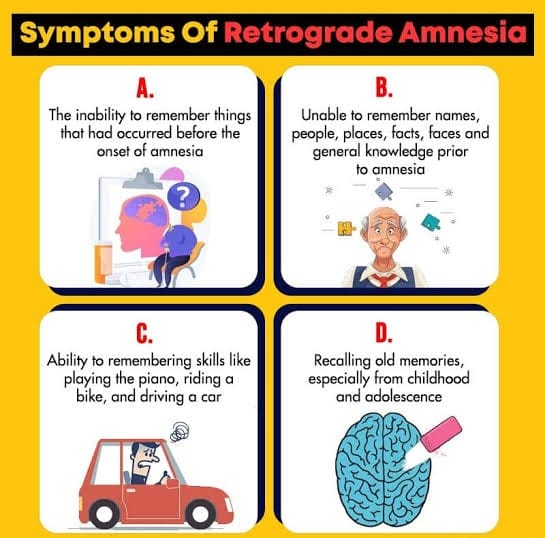 Symptoms Of Retrograde Amnesia
A.
The inability to remember things
that had occurred before the
onset of amnesia
?
B.
Unable to remember names,
people, places, facts, faces and
general knowledge prior
to amnesia
C.
Ability to remembering skills like
playing the piano, riding a
bike, and driving a car
D.
Recalling old memories,
especially from childhood
and adolescence